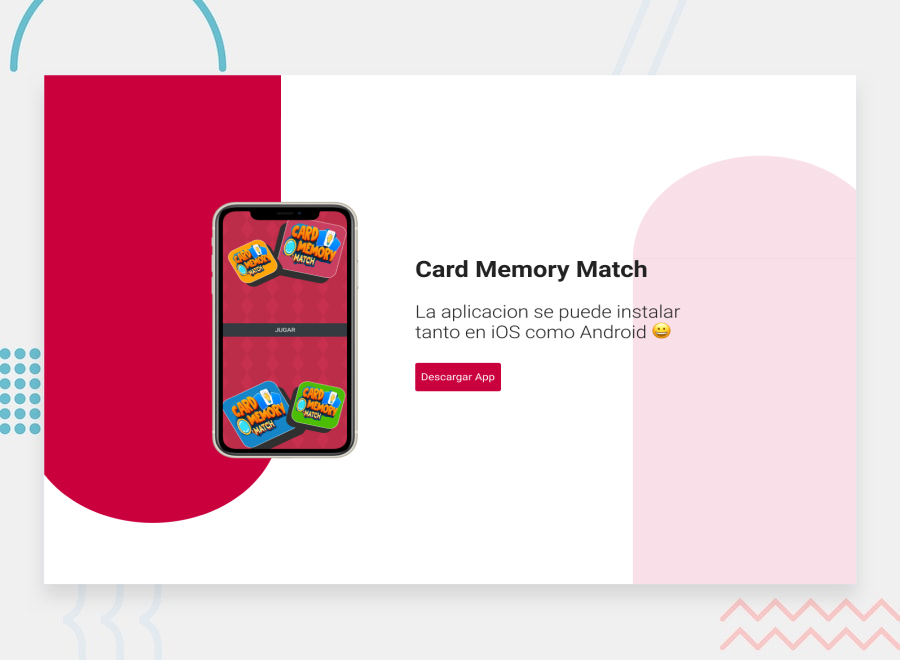 CARD
MEMORY
MATCH
CARD
MEMORY
MATCH
JUGAR
CARD
MEMORY
MATCH
CARD
MEMORY
MATCH
Card Memory Match
La aplicacion se puede instalar
tanto en iOS como Android 😀
Descargar App